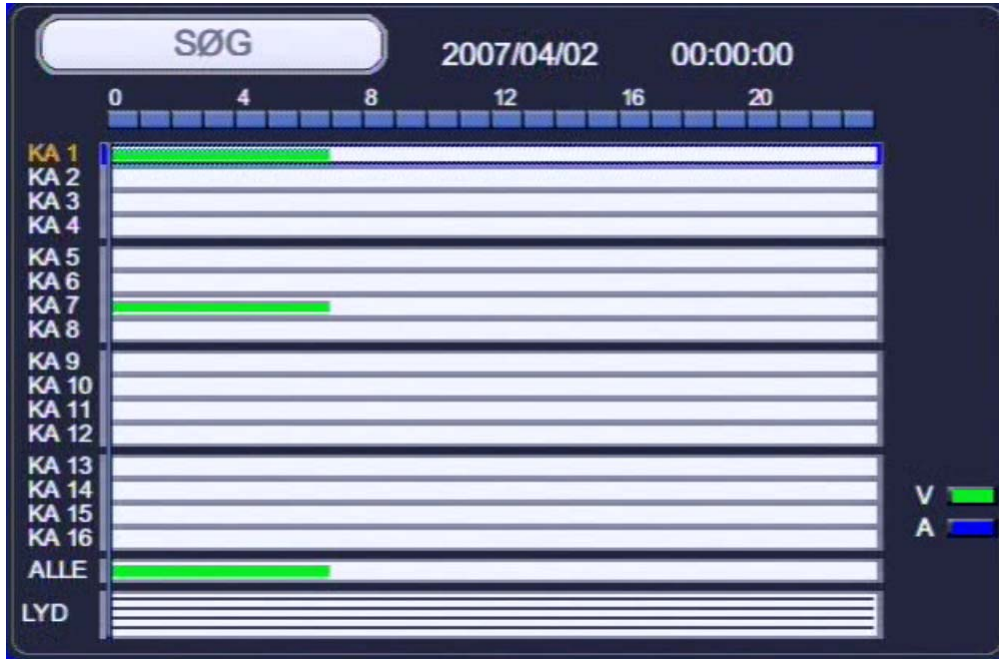 SØG
2007/04/02 00:00:00
0 4 8 12 16 20
KA 1
KA 2
KA 3
KA 4
KA 5
KA 6
KA 7
KA 8
KA 9
KA 10
KA 11
KA 12
KA 13
KA 14
KA 15
KA 16
ALLE
LYD
V
A